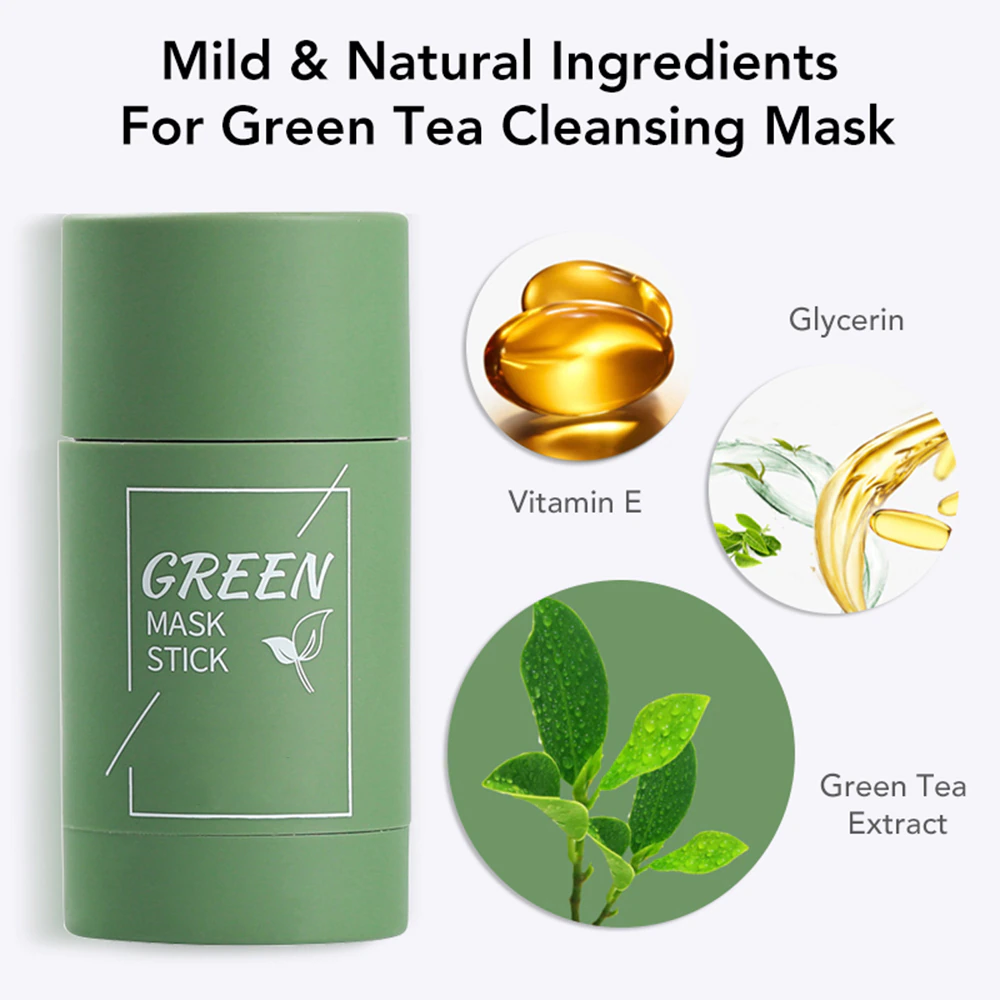 Mild & Natural Ingredients
For Green Tea Cleansing Mask
GREEN
MASK
STICK
Vitamin E
Glycerin
Green Tea
Extract